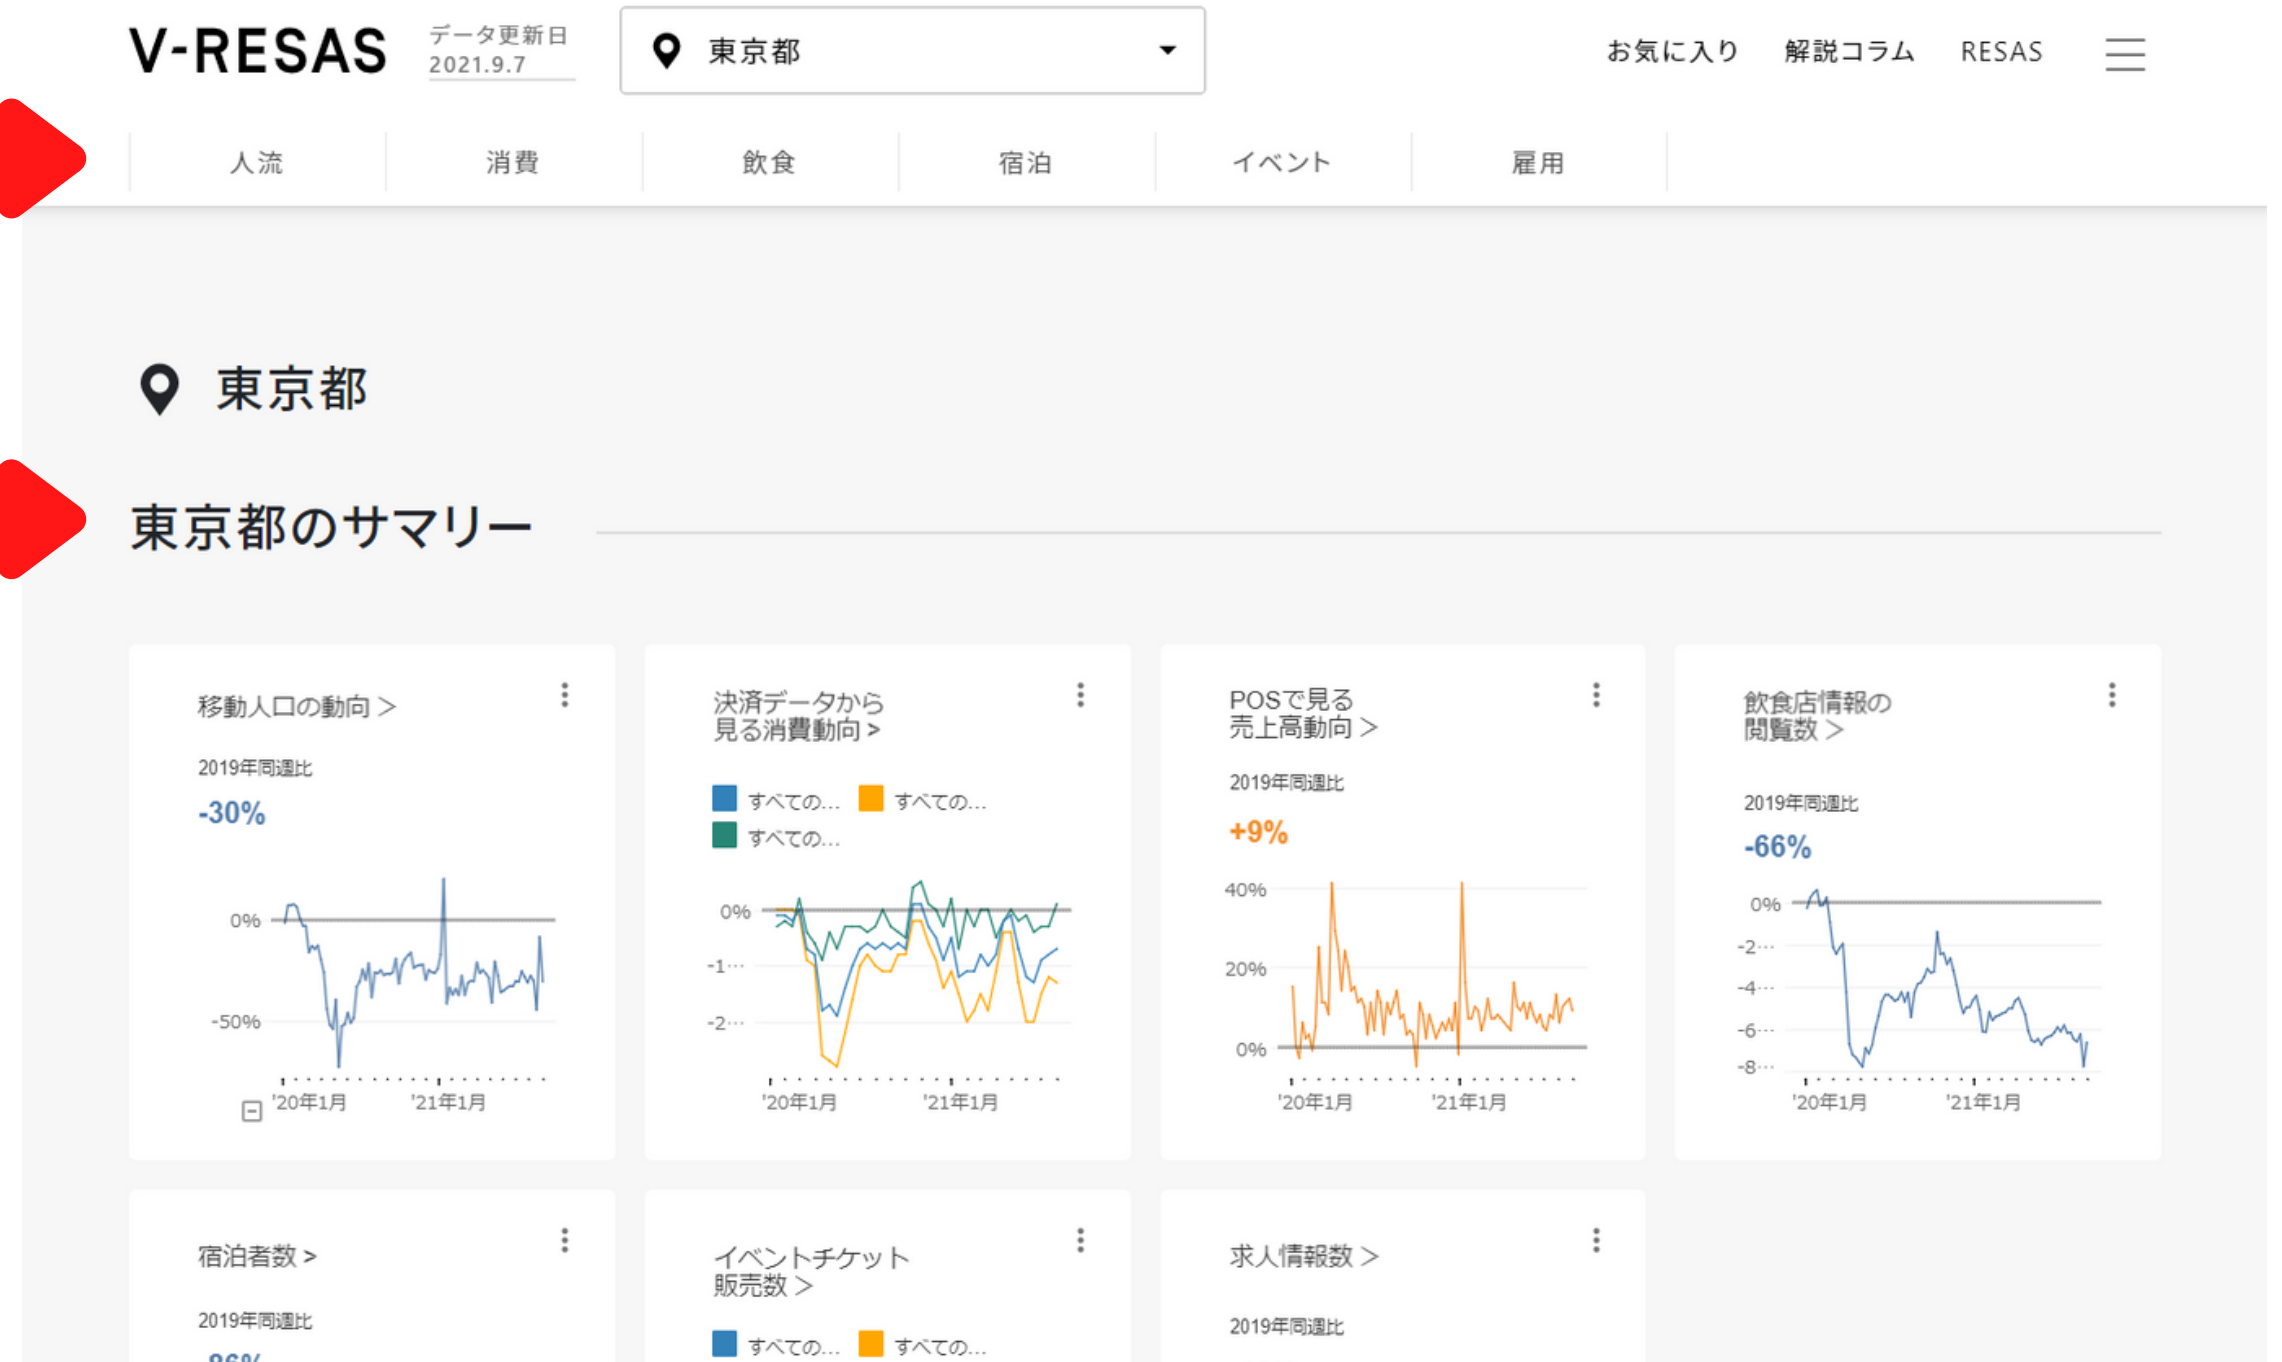 V-RESAS
データ更新日
2021.9.7
東京都
お気に入り 解説コラム RESAS
人流 消費 飲食 宿泊 イベント 雇用
東京都
東京都のサマリー
移動人口の動向 >
2019年同週比
-30%
0%
-50%
'20年1月 '21年1月
決済データから
見る消費動向 >
すべての... すべての...
すべての...
0%
-1…
-2…
'20年1月 '21年1月
POSで見る
売上高動向 >
2019年同週比
+9%
40%
20%
0%
'20年1月 '21年1月
飲食店情報の
閲覧数 >
2019年同週比
-66%
0%
-2…
-4…
-6…
-8…
'20年1月 '21年1月
宿泊者数 >
2019年同週比
イベントチケット
販売数 >
すべての... すべての...
求人情報数 >
2019年同週比